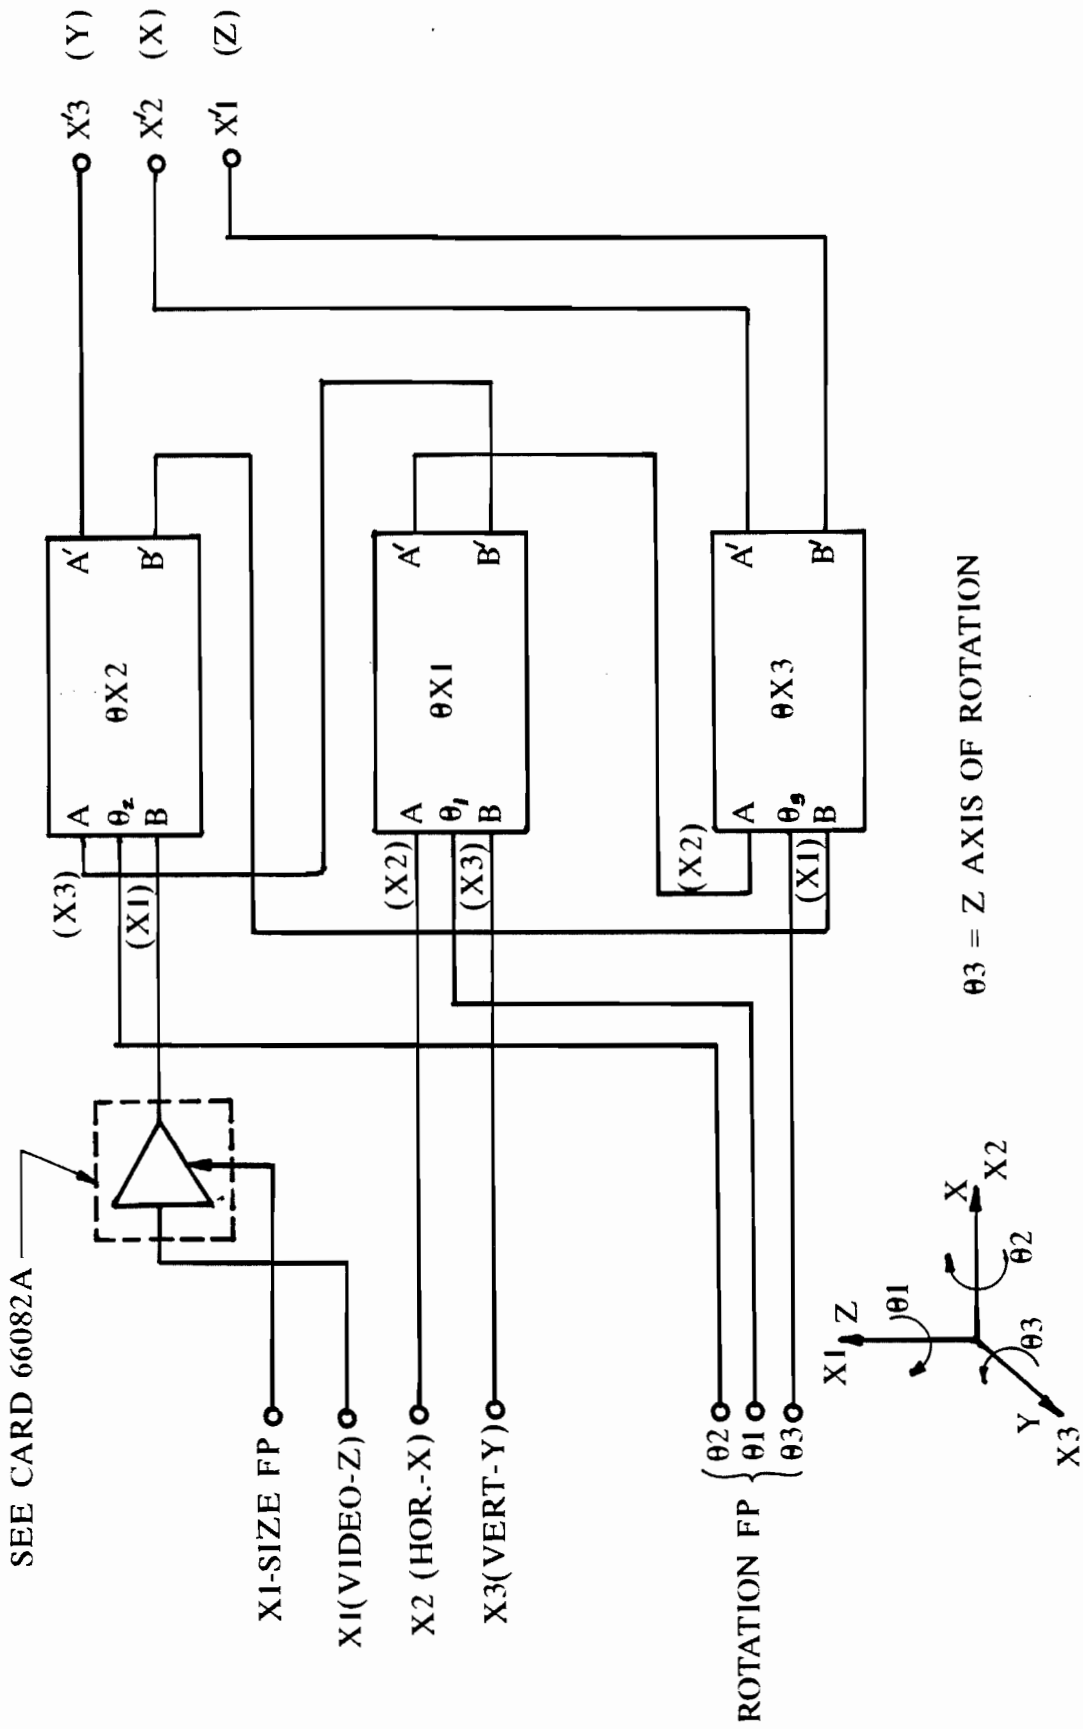 SEE CARD 66082A
X1-SIZE FP
X1(VIDEO-Z)
X2 (HOR.-X)
X3(VERT-Y)
ROTATION FP
θ2
θ1
θ3
(X3)
(X1)
A
θ2
B
θX2
A'
B'
(X2)
(X3)
A
θ1
B
θX1
A'
B'
(X2)
(X1)
A
θ3
B
θX3
A'
B'
X'3 (Y)
X'2 (X)
X'1 (Z)
X1 Z
θ1
X
X2
θ2
θ3
Y
X3
θ3 = Z AXIS OF ROTATION